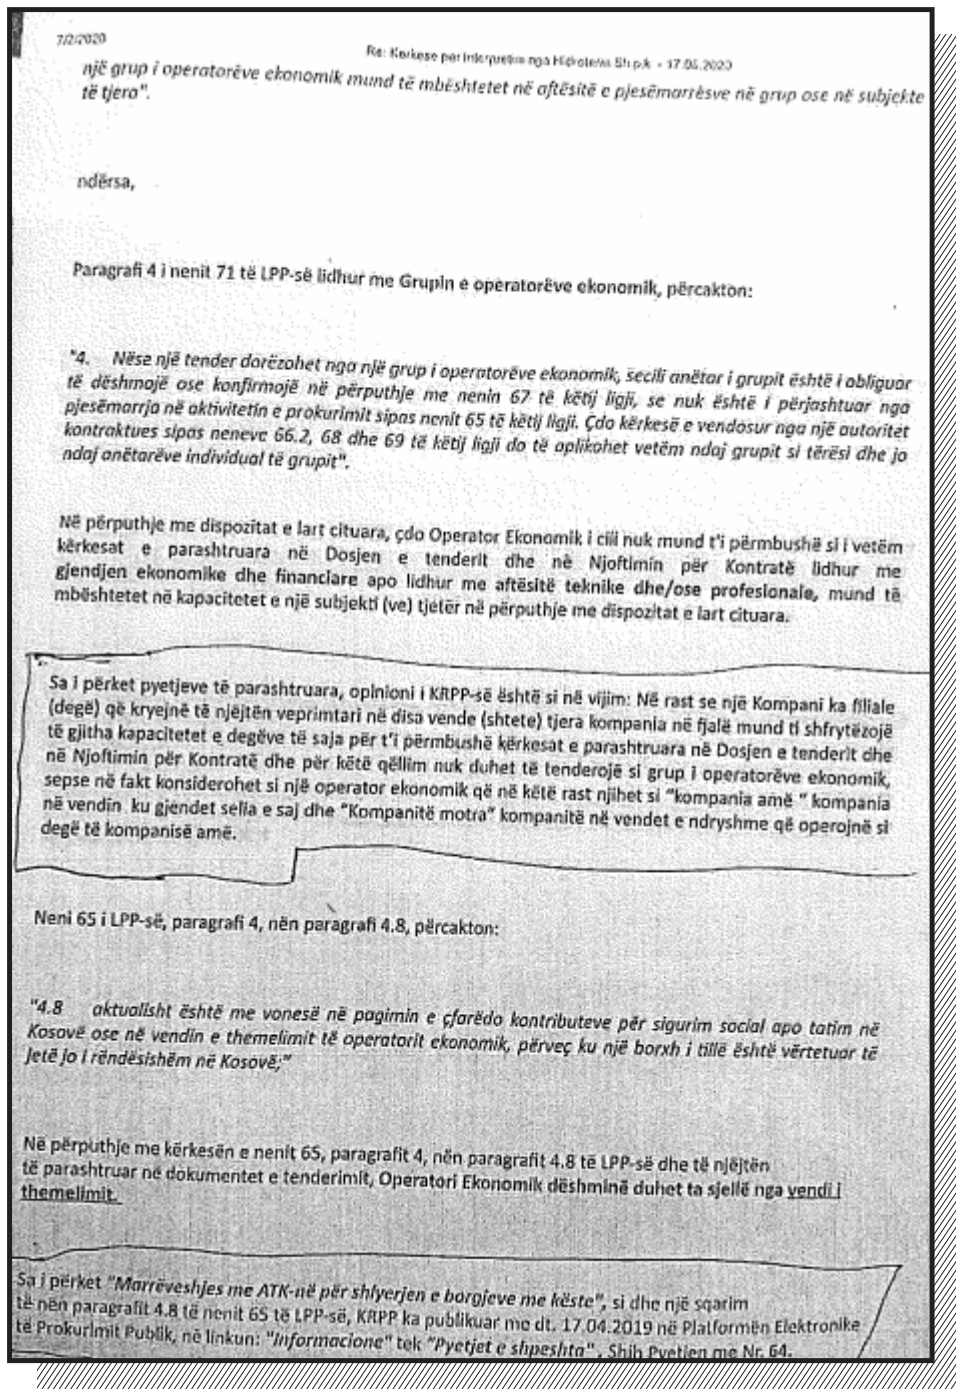 7/2/2020
Re: Kerkese per Interpretim nga Hidroterm Sh.p.k. - 17.06.2020
një grup i operatorëve ekonomik mund të mbështetet në aftësitë e pjesëmarrësve në grup ose në subjekte
të tjera".
ndërsa,
Paragrafi 4 i nenit 71 të LPP-së lidhur me Grupin e operatorëve ekonomik, përcakton:
"4. Nëse një tender dorëzohet nga një grup i operatorëve ekonomik, secili anëtar i grupit është i obliguar
të dëshmojë ose konfirmojë në përputhje me nenin 67 të këtij ligji, se nuk është i përjashtuar nga
pjesëmarrja në aktivitetin e prokurimit sipas nenit 65 të këtij ligji. Çdo kërkesë e vendosur nga një autoritet
kontraktues sipas neneve 66.2, 68 dhe 69 të këtij ligji do të aplikohet vetëm ndaj grupit si tërësi dhe jo
ndaj anëtarëve individual të grupit".
Në përputhje me dispozitat e lart cituara, çdo Operator Ekonomik i cili nuk mund t'i përmbushë si i vetëm
kërkesat e parashtruara në Dosjen e tenderit dhe në Njoftimin për Kontratë lidhur me
gjendjen ekonomike dhe financiare apo lidhur me aftësitë teknike dhe/ose profesionale, mund të
mbështetet në kapacitetet e një subjekti (ve) tjetër në përputhje me dispozitat e lart cituara.
Sa i përket pyetjeve të parashtruara, opinioni i KRPP-së është si në vijim: Në rast se një Kompani ka filiale
(degë) që kryejnë të njëjtën veprimtari në disa vende (shtete) tjera kompania në fjalë mund ti shfrytëzojë
të gjitha kapacitetet e degëve të saja për t'i përmbushë kërkesat e parashtruara në Dosjen e tenderit dhe
në Njoftimin për Kontratë dhe për këtë qëllim nuk duhet të tenderojë si grup i operatorëve ekonomik,
sepse në fakt konsiderohet si një operator ekonomik që në këtë rast njihet si "kompania amë " kompania
në vendin ku gjendet selia e saj dhe "Kompanitë motra" kompanitë në vendet e ndryshme që operojnë si
degë të kompanisë amë.
Neni 65 i LPP-së, paragrafi 4, nën paragrafi 4.8, përcakton:
"4.8 aktualisht është me vonesë në pagimin e çfarëdo kontributeve për sigurim social apo tatim në
Kosovë ose në vendin e themelimit të operatorit ekonomik, përveç ku një borxh i tillë është vërtetuar të
jetë jo i rëndësishëm në Kosovë;"
Në përputhje me kërkesën e nenit 65, paragrafit 4, nën paragrafit 4.8 të LPP-së dhe të njëjtën
të parashtruar në dokumentet e tenderimit, Operatori Ekonomik dëshminë duhet ta sjellë nga vendi i
themelimit.
Sa i përket "Marrëveshjes me ATK-në për shlyerjen e borgjeve me këste", si dhe një sqarim
të nën paragrafit 4.8 të nenit 65 të LPP-së, KRPP ka publikuar me dt. 17.04.2019 në Platformën Elektronike
të Prokurimit Publik, në linkun: "Informacione" tek "Pyetjet e shpeshta". Shih Pyetjen me Nr. 64.